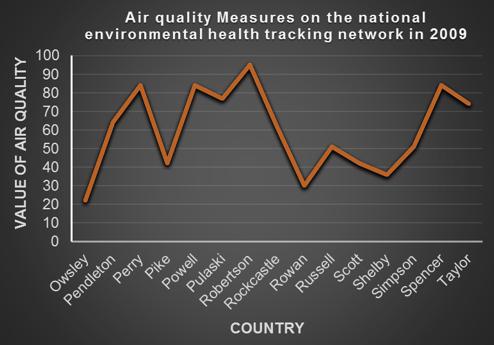 Air quality Measures on the national
environmental health tracking network in 2009
VALUE OF AIR QUALITY
100
90
80
70
60
50
40
30
20
10
0
Owsley
Pendleton
Perry
Pike
Powell
Pulaski
Robertson
Rockcastle
Rowan
Russell
Scott
Shelby
Simpson
Spencer
Taylor
COUNTRY